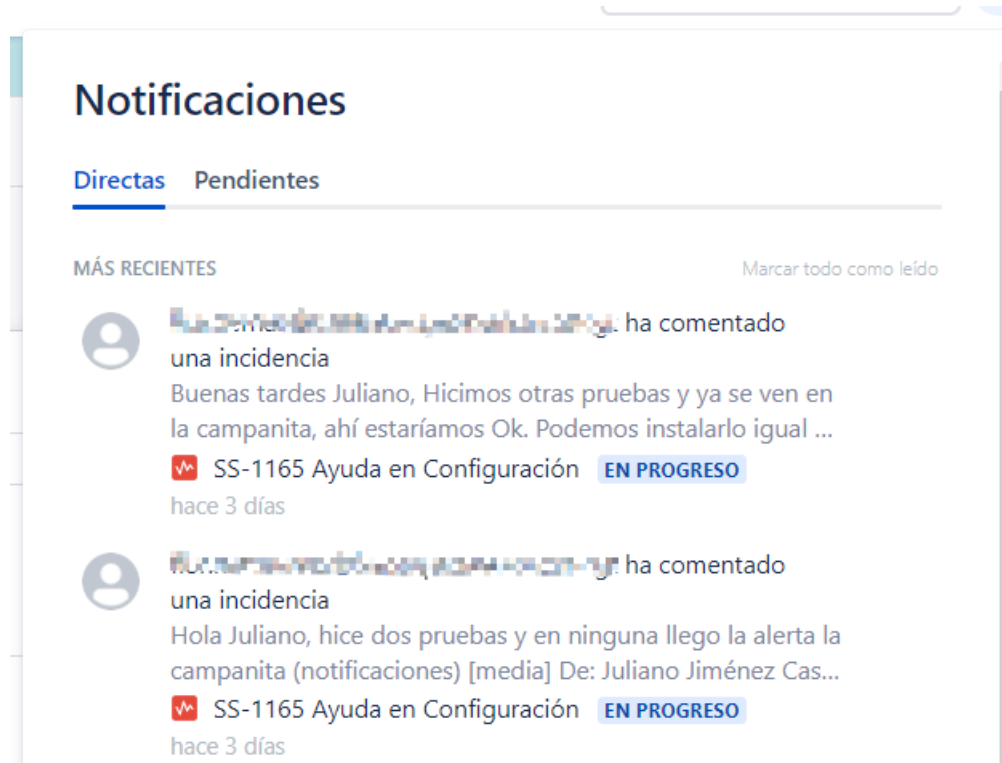 Notificaciones
Directas Pendientes
MÁS RECIENTES Marcar todo como leído
ha comentado
una incidencia
Buenas tardes Juliano, Hicimos otras pruebas y ya se ven en
la campanita, ahí estaríamos Ok. Podemos instalarlo igual ...
SS-1165 Ayuda en Configuración EN PROGRESO
hace 3 días
ha comentado
una incidencia
Hola Juliano, hice dos pruebas y en ninguna llego la alerta la
campanita (notificaciones) [media] De: Juliano Jiménez Cas...
SS-1165 Ayuda en Configuración EN PROGRESO
hace 3 días